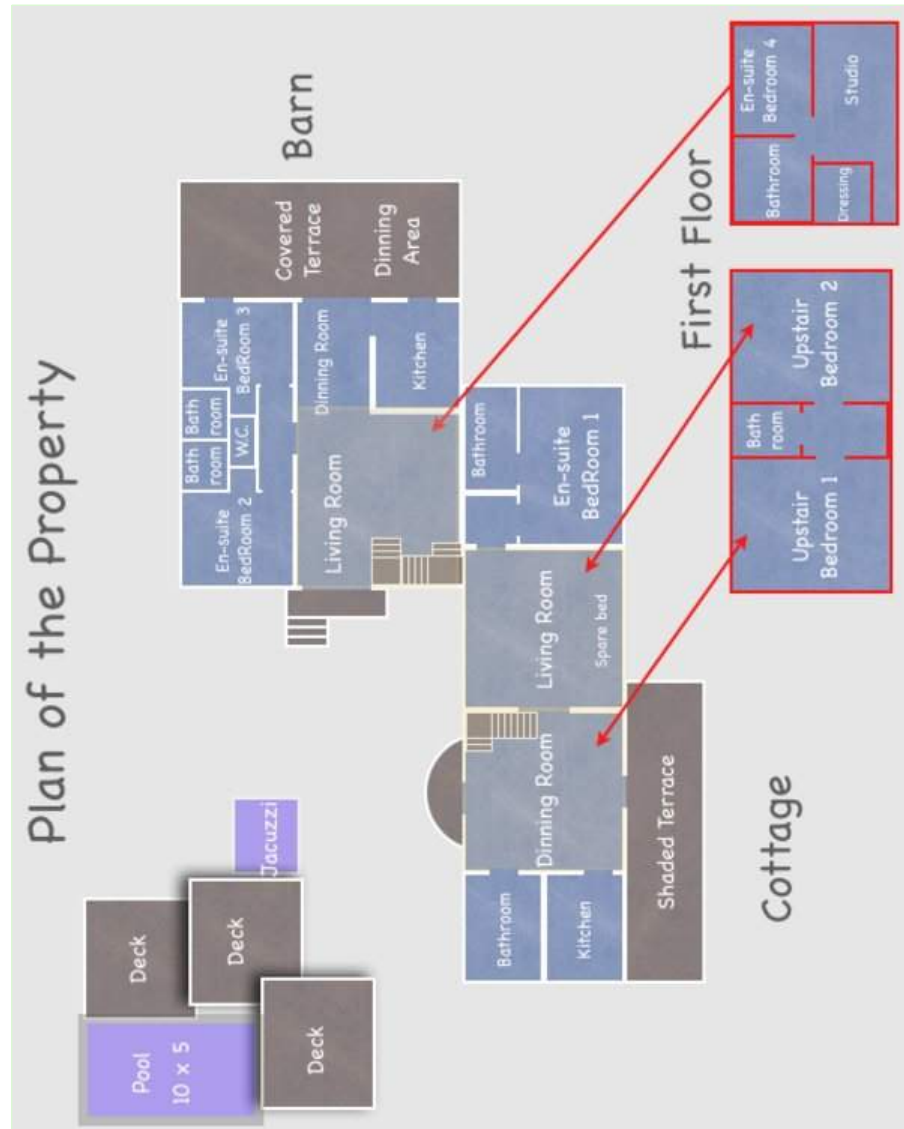 Plan of the Property
Pool
10 x 5
Deck
Deck
Deck
Jacuzzi
Barn
En-suite
BedRoom 2
Bath
room
Bath
room
W.C.
En-suite
BedRoom 3
Covered
Terrace
Living Room
Dinning Room
Dinning
Area
Kitchen
Bathroom
Kitchen
Dinning Room
Living Room
Spare bed
Bathroom
En-suite
BedRoom 1
Shaded Terrace
Cottage
First Floor
Upstair
Bedroom 1
Bath
room
Upstair
Bedroom 2
Bathroom
En-suite
Bedroom 4
Dressing
Studio